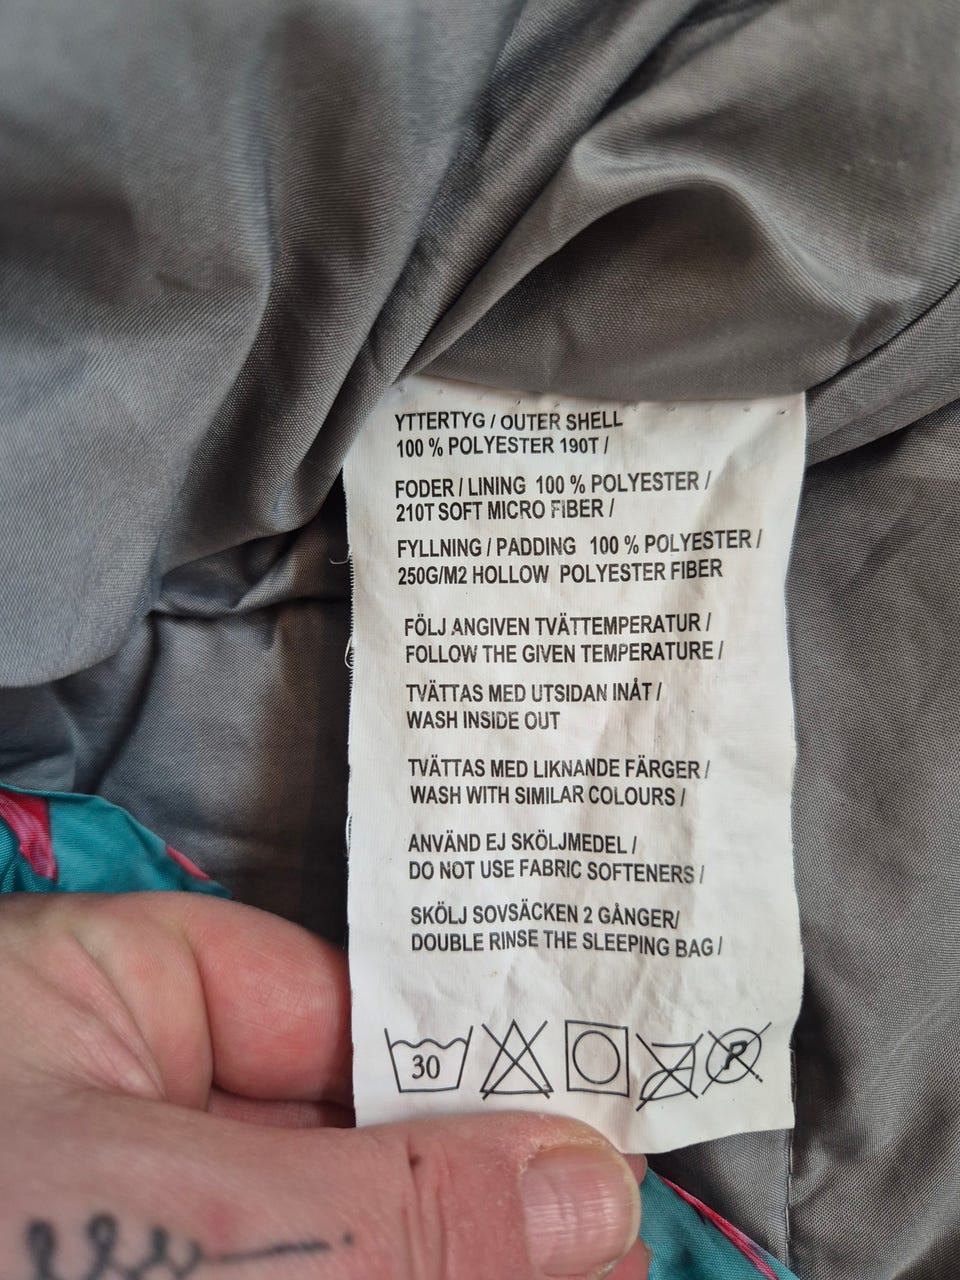 YTTERTYG / OUTER SHELL
100 % POLYESTER 190T /
FODER / LINING 100 % POLYESTER /
210T SOFT MICRO FIBER /
FYLLNING / PADDING 100 % POLYESTER /
250G/M2 HOLLOW POLYESTER FIBER
FÖLJ ANGIVEN TVÄTTEMPERATUR /
FOLLOW THE GIVEN TEMPERATURE /
TVÄTTAS MED UTSIDAN INÅT /
WASH INSIDE OUT
TVÄTTAS MED LIKNANDE FÄRGER /
WASH WITH SIMILAR COLOURS /
ANVÄND EJ SKÖLJMEDEL /
DO NOT USE FABRIC SOFTENERS /
SKÖLJ SOVSÄCKEN 2 GÅNGER/
DOUBLE RINSE THE SLEEPING BAG /
30 P